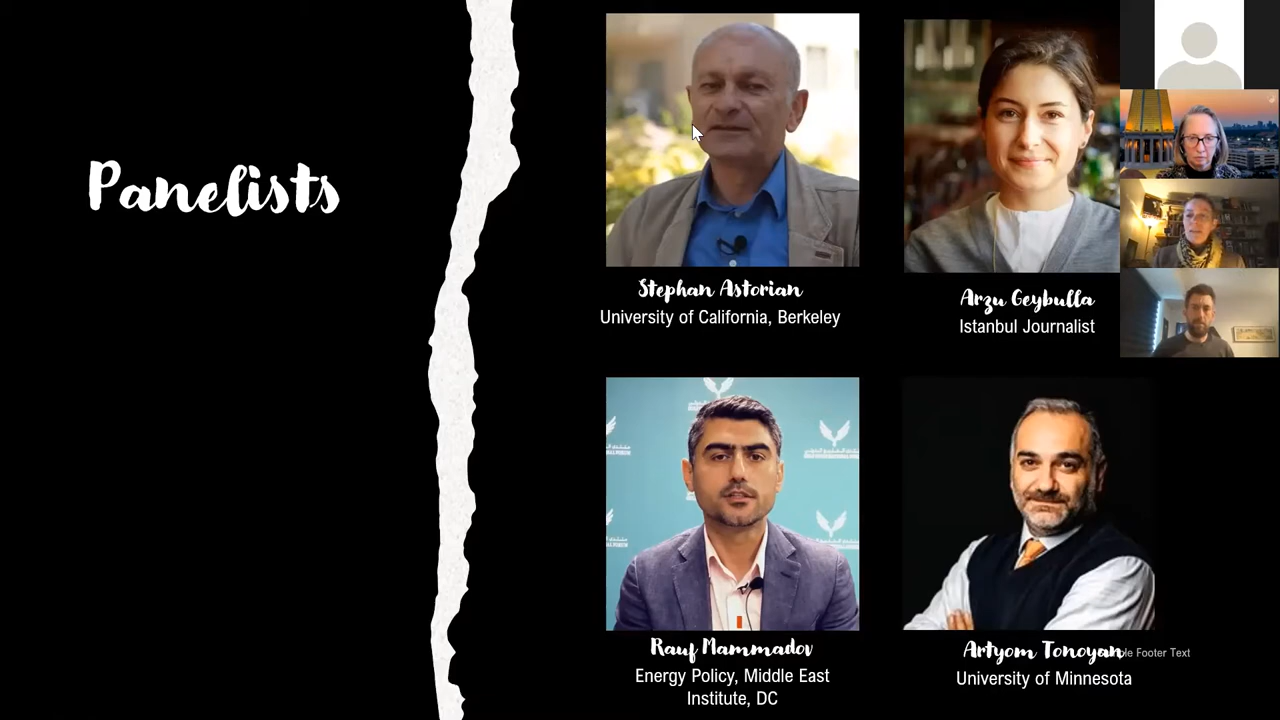 Panelists
Stephan Astorian
University of California, Berkeley
Arzu Geybulla
Istanbul Journalist
Rauf Mammadov
Energy Policy, Middle East
Institute, DC
Artyom Tonoyan
Footer Text
University of Minnesota